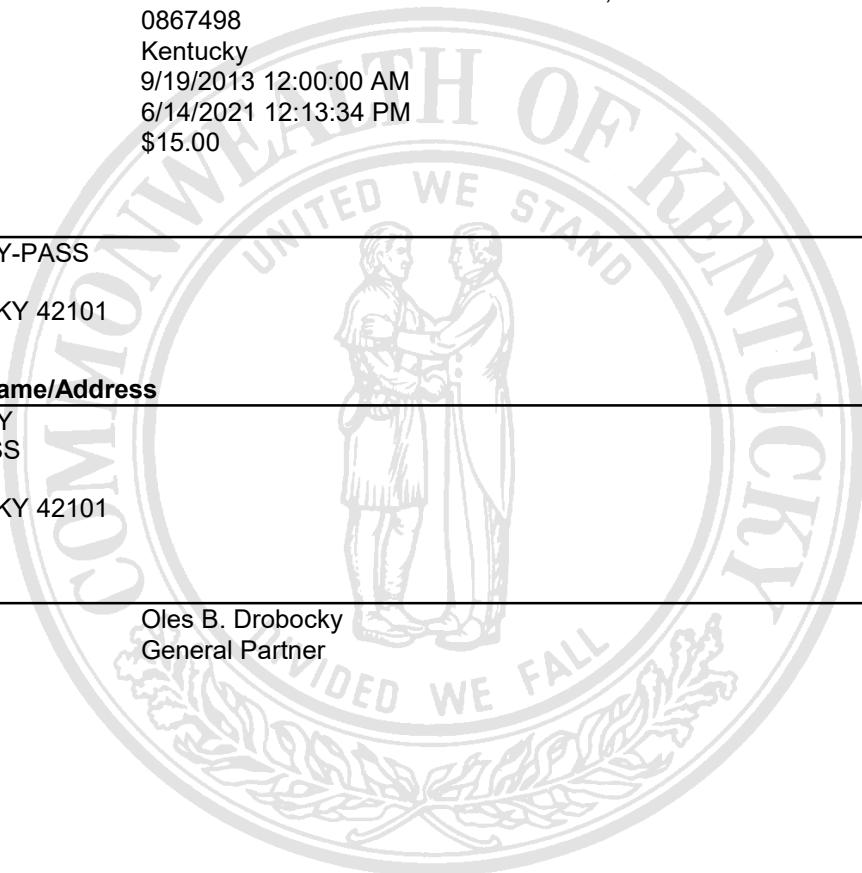 0867498
Kentucky
9/19/2013 12:00:00 AM
6/14/2021 12:13:34 PM
$15.00
COMMONWEALTH OF KENTUCKY
UNITED WE STAND
Y-PASS
KY 42101
ame/Address
Y
SS
KY 42101
Oles B. Drobocky
General Partner
DIVIDED WE FALL